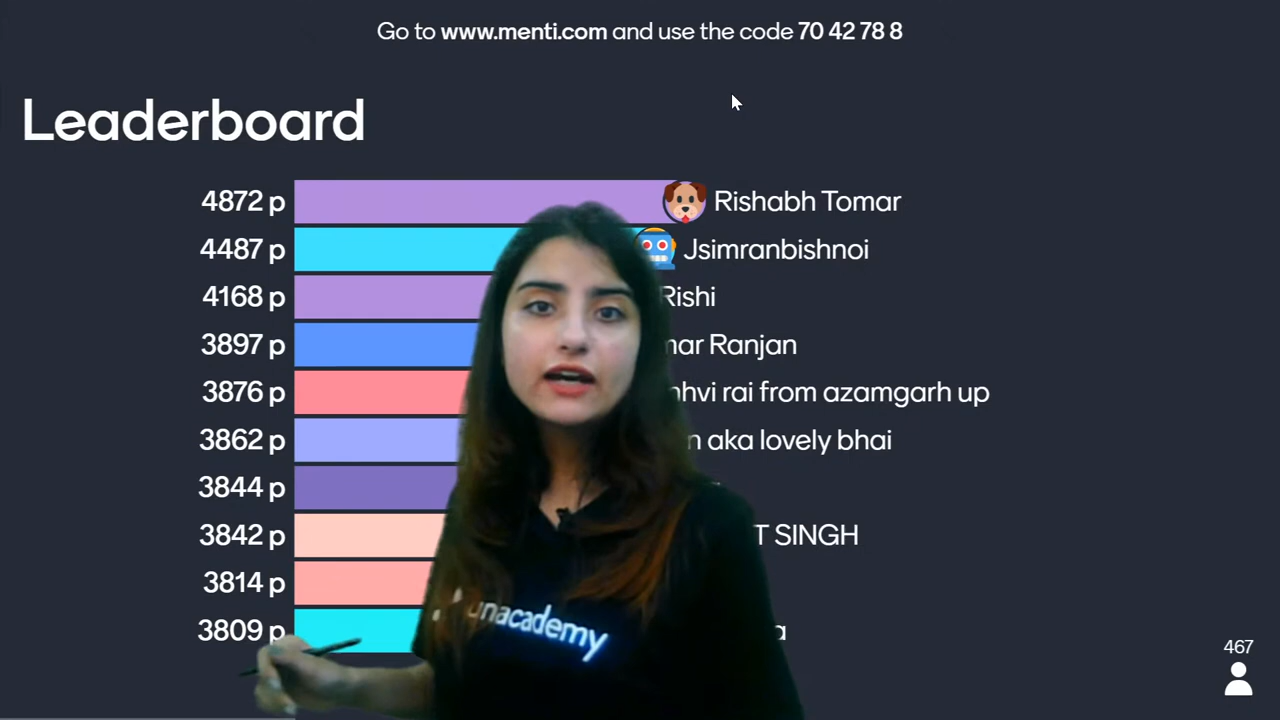 Go to www.menti.com and use the code 70 42 78 8
Leaderboard
4872 p Rishabh Tomar
4487 p Jsimranbishnoi
4168 p Rishi
3897 p Ranjan
3876 p rai from azamgarh up
3862 p aka lovely bhai
3844 p
3842 p SINGH
3814 p
3809 p
unacademy
467